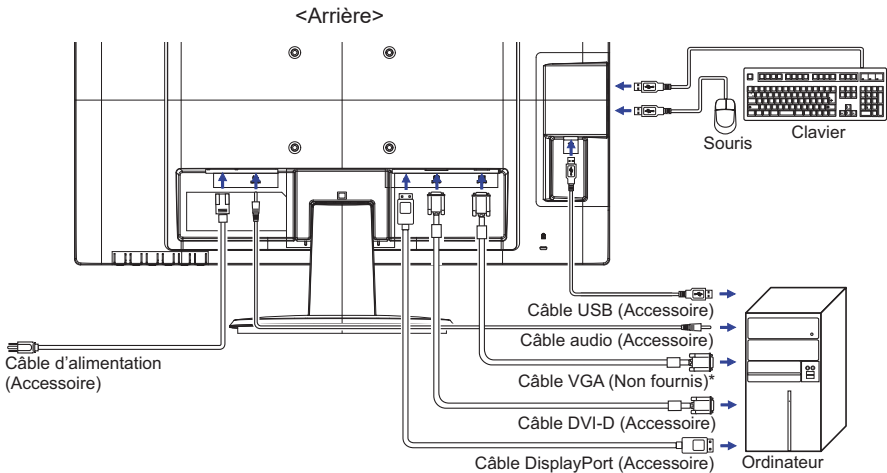 <Arrière>
Souris
Clavier
Câble USB (Accessoire)
Câble audio (Accessoire)
Câble d’alimentation
(Accessoire)
Câble VGA (Non fournis)*
Câble DVI-D (Accessoire)
Câble DisplayPort (Accessoire)
Ordinateur